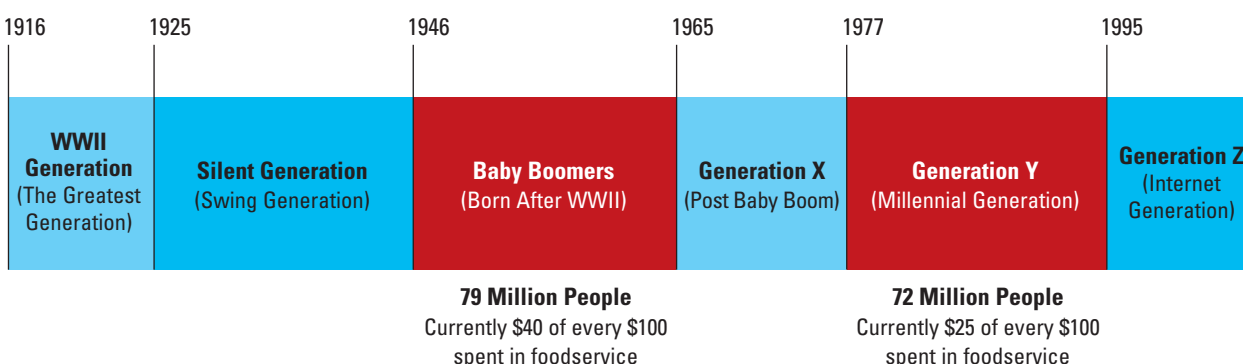 1916 1925 1946 1965 1977 1995
WWII
Generation
(The Greatest
Generation)
Silent Generation
(Swing Generation)
Baby Boomers
(Born After WWII)
Generation X
(Post Baby Boom)
Generation Y
(Millennial Generation)
Generation Z
(Internet
Generation)
79 Million People
Currently $40 of every $100
spent in foodservice
72 Million People
Currently $25 of every $100
spent in foodservice